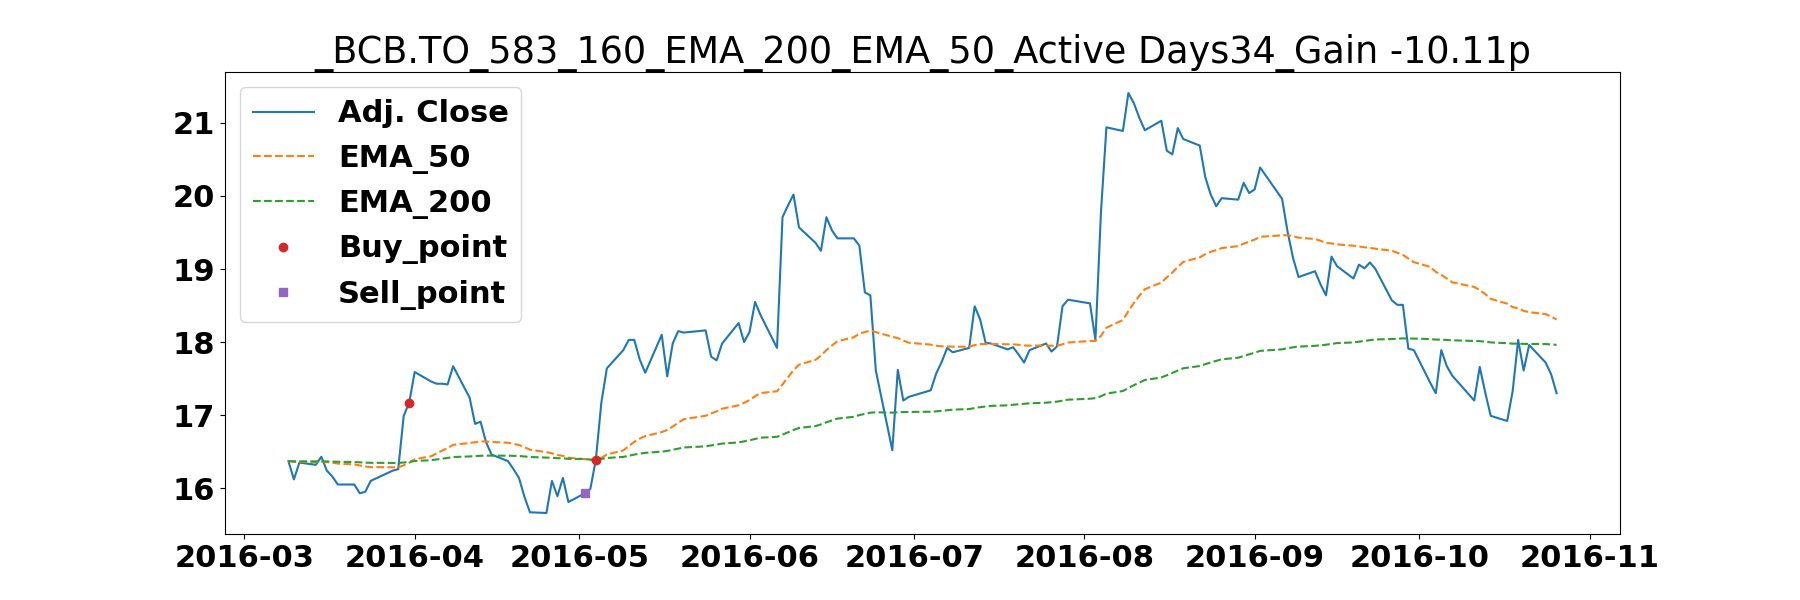 _BCB.TO_583_160_EMA_200_EMA_50_Active Days34_Gain -10.11p
Adj. Close
EMA_50
EMA_200
Buy_point
Sell_point
21
20
19
18
17
16
2016-03 2016-04 2016-05 2016-06 2016-07 2016-08 2016-09 2016-10 2016-11